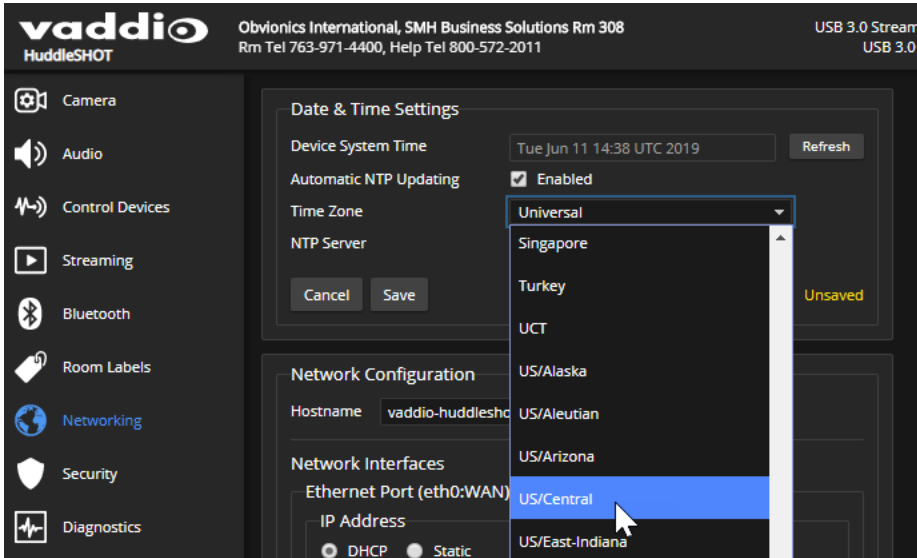 vaddio
HuddleSHOT
Obvionics International, SMH Business Solutions Rm 308
Rm Tel 763-971-4400, Help Tel 800-572-2011
USB 3.0 Stream
USB 3.0
Camera
Audio
Control Devices
Streaming
Bluetooth
Room Labels
Networking
Security
Diagnostics
Date & Time Settings
Device System Time
Tue Jun 11 14:38 UTC 2019
Refresh
Automatic NTP Updating
Enabled
Time Zone
Universal
NTP Server
Singapore
Turkey
UCT
US/Alaska
US/Aleutian
US/Arizona
US/Central
US/East-Indiana
Cancel
Save
Unsaved
Network Configuration
Hostname
vaddio-huddlesho
Network Interfaces
Ethernet Port (eth0:WAN)
IP Address
DHCP
Static